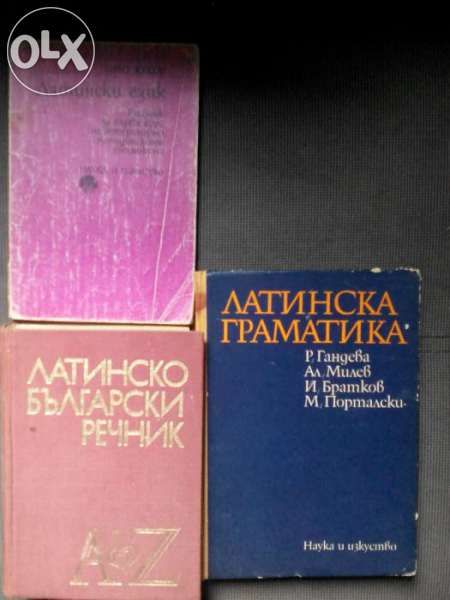 OLX
Латински език
ЛАТИНСКО
БЪЛГАРСКИ
РЕЧНИК
A Z
ЛАТИНСКА
ГРАМАТИКА
Р. Гандева
Ал. Милев
И. Братков
М. Порталски
Наука и изкуство